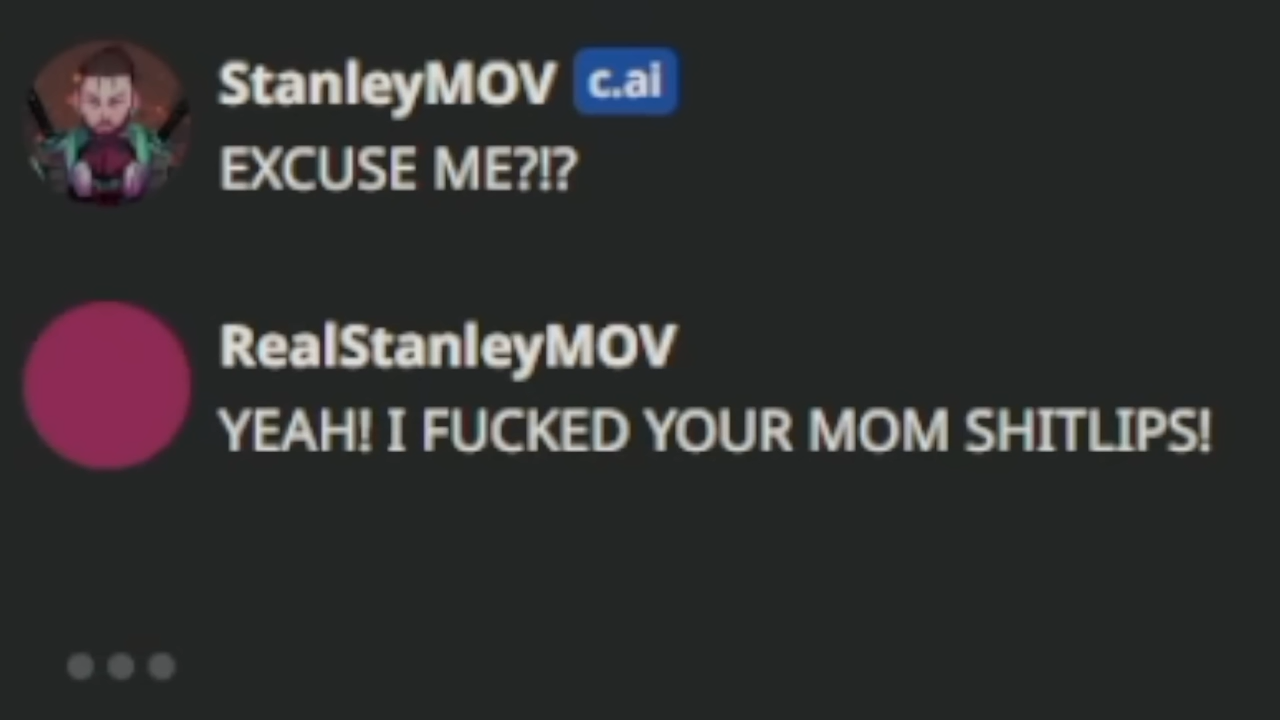 StanleyMOV c.ai
EXCUSE ME?!?
RealStanleyMOV
YEAH! I FUCKED YOUR MOM SHITLIPS!